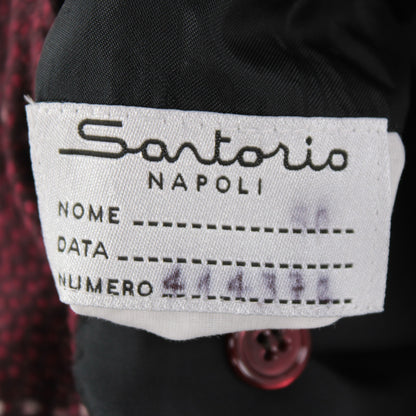 Sartorio
NAPOLI
NOME
DATA
NUMERO